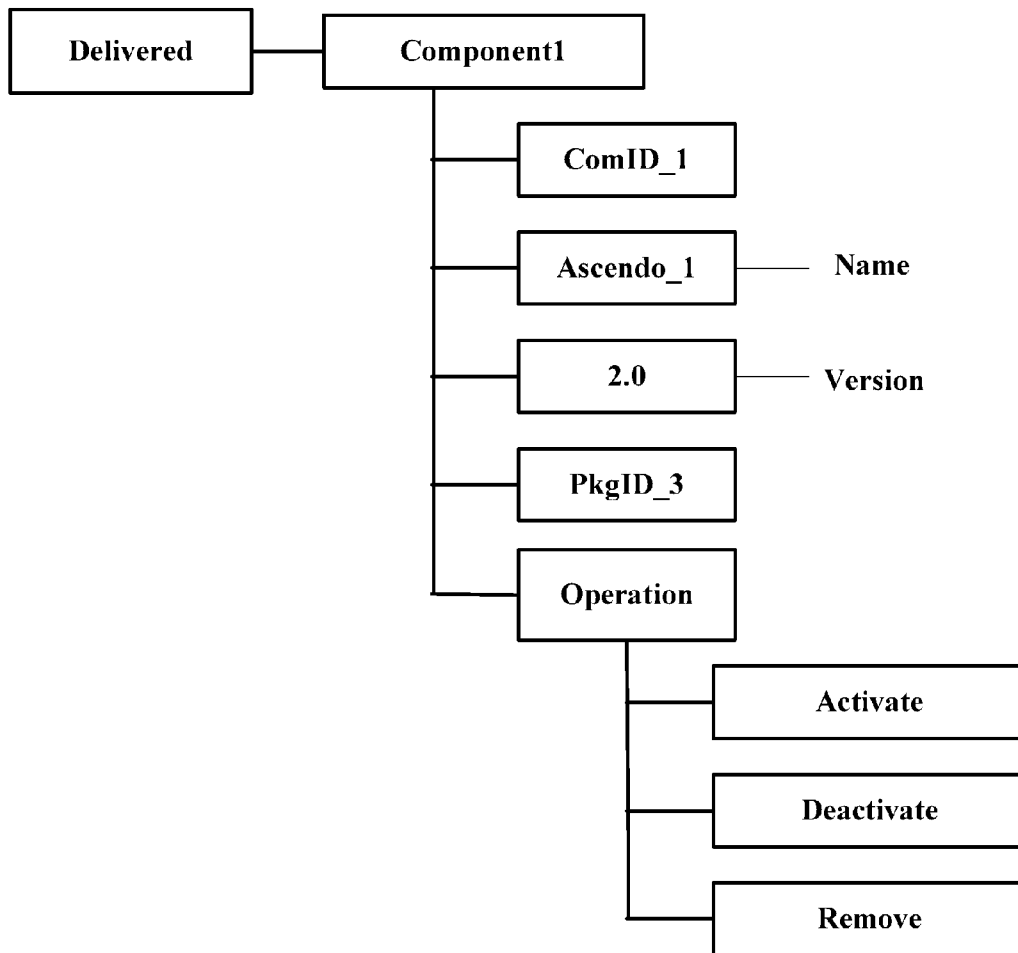 Delivered
Component1
ComID_1
Ascendo_1
Name
2.0
Version
PkgID_3
Operation
Activate
Deactivate
Remove